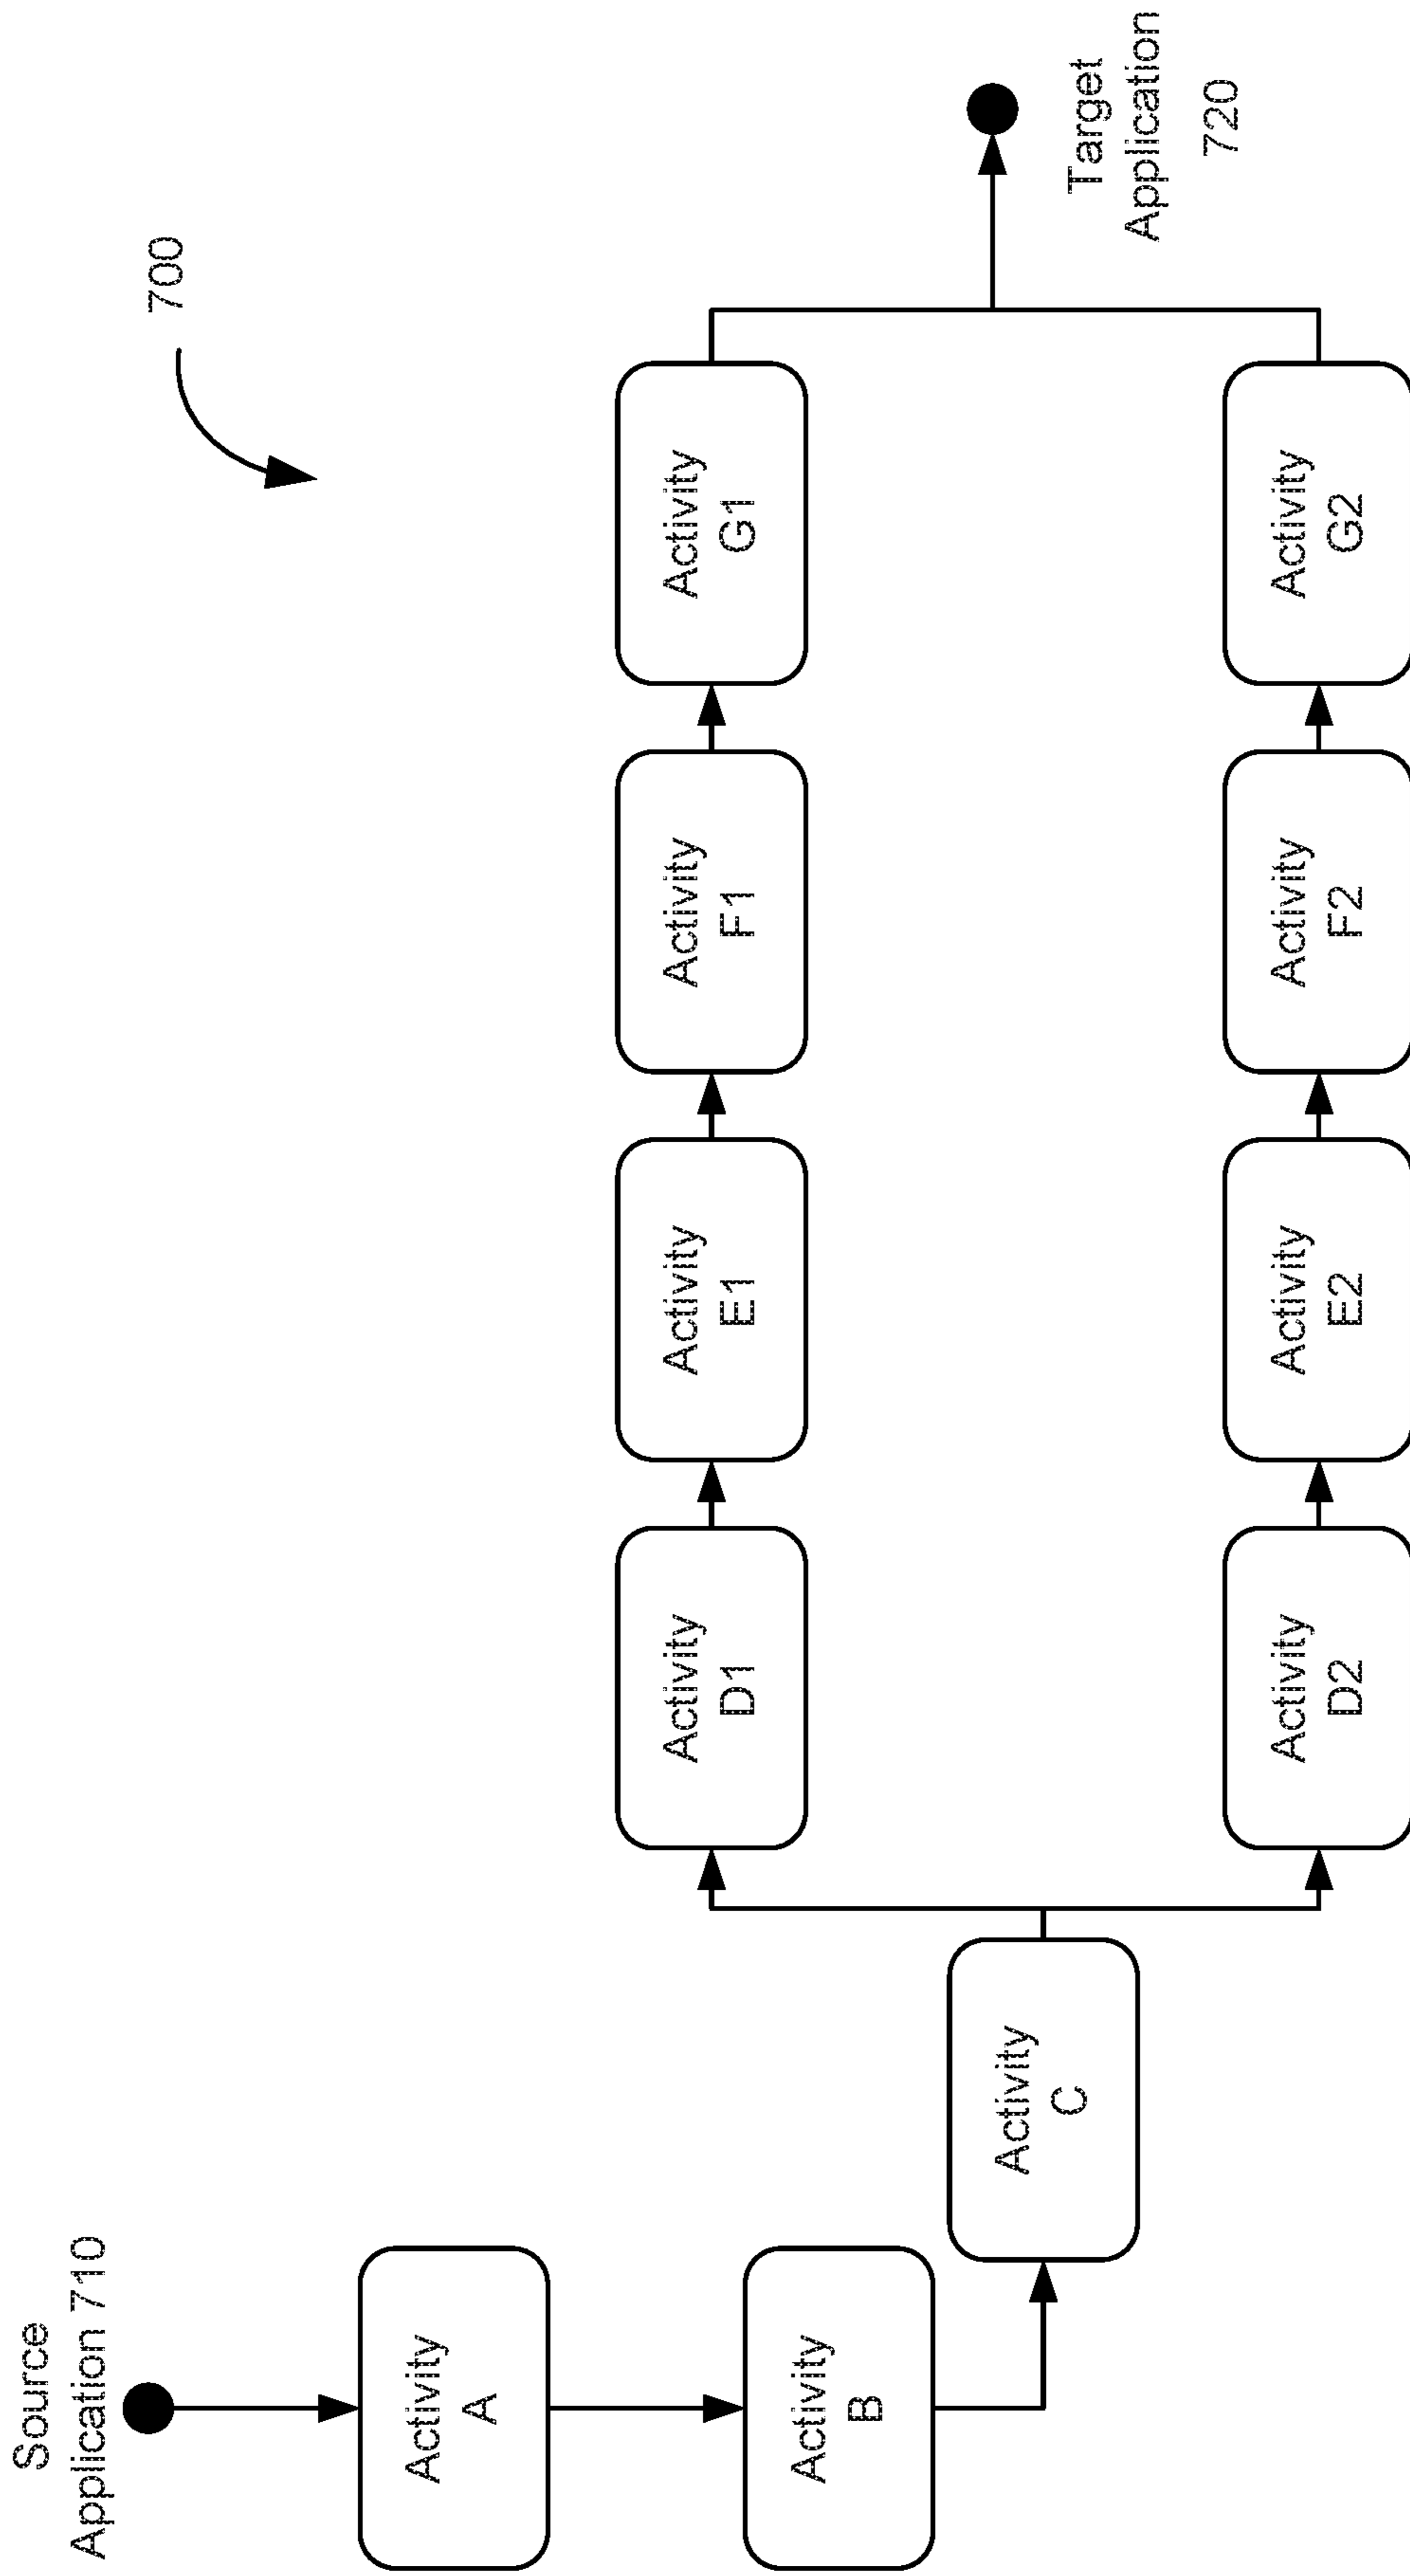 700
Source
Application 710
Activity
A
Activity
B
Activity
C
Activity
D1
Activity
E1
Activity
F1
Activity
G1
Activity
D2
Activity
E2
Activity
F2
Activity
G2
Target
Application
720